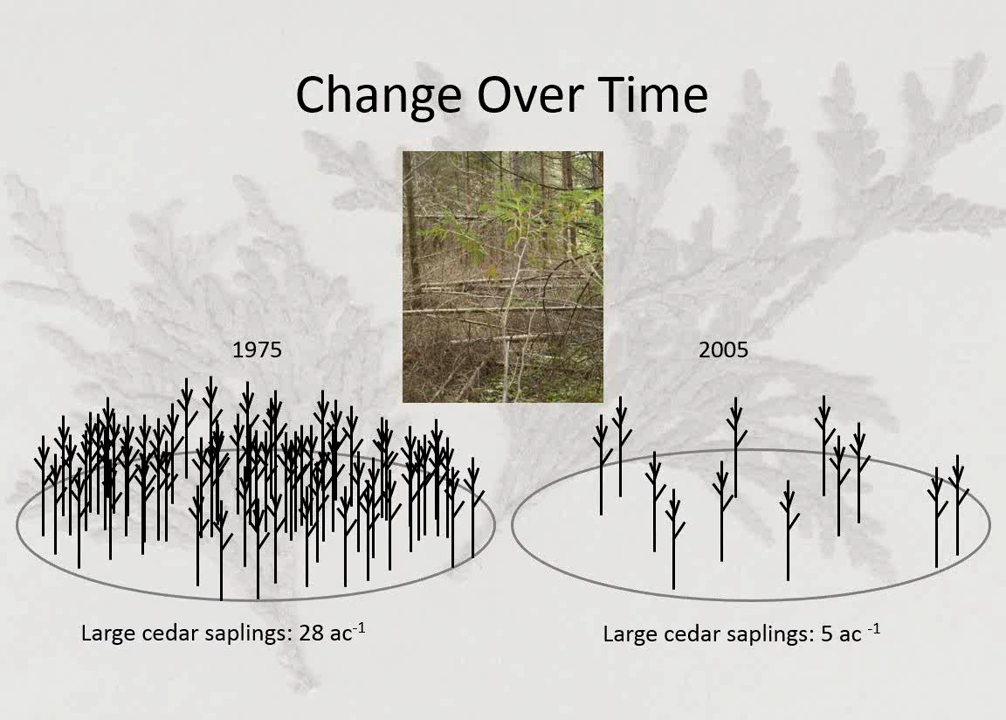 Change Over Time
1975
2005
Large cedar saplings: 28 ac⁻¹
Large cedar saplings: 5 ac ⁻¹